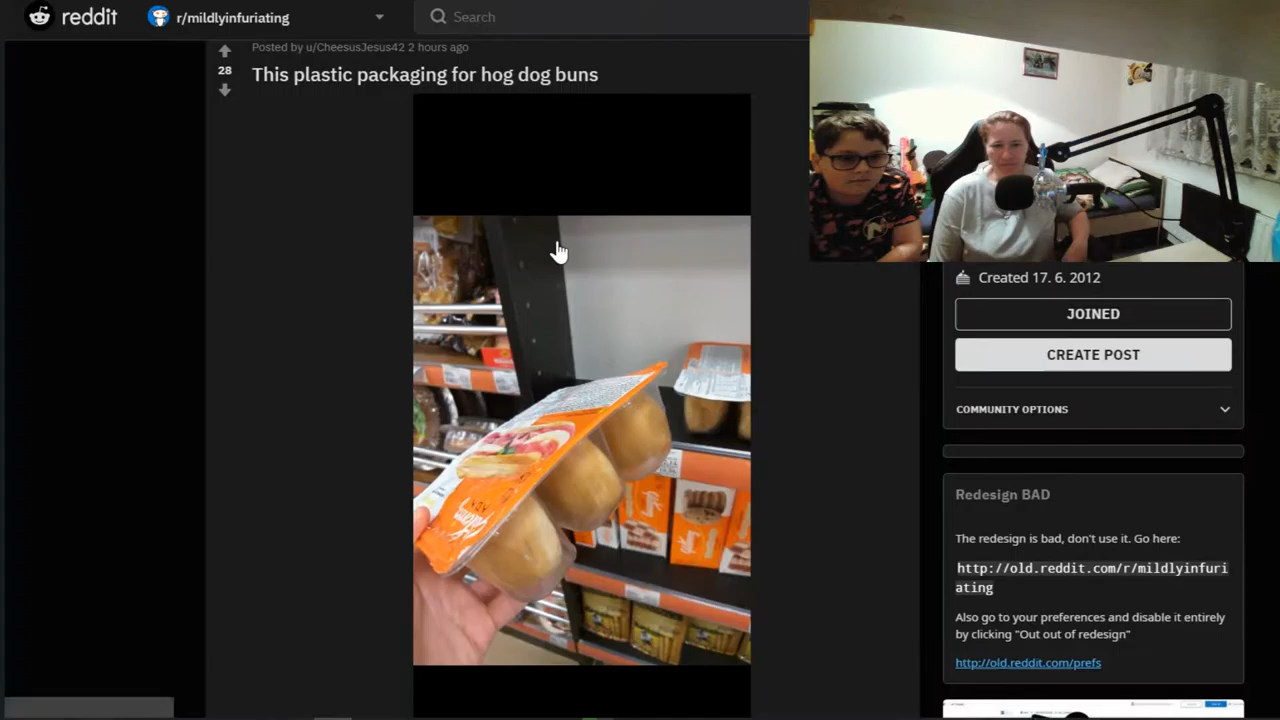 reddit
r/mildlyinfuriating
Search
Posted by u/CheesusJesus42 2 hours ago
28
This plastic packaging for hog dog buns
Created 17. 6. 2012
JOINED
CREATE POST
COMMUNITY OPTIONS
Redesign BAD
The redesign is bad, don't use it. Go here:
http://old.reddit.com/r/mildlyinfuri
ating
Also go to your preferences and disable it entirely
by clicking "Out out of redesign"
http://old.reddit.com/prefs